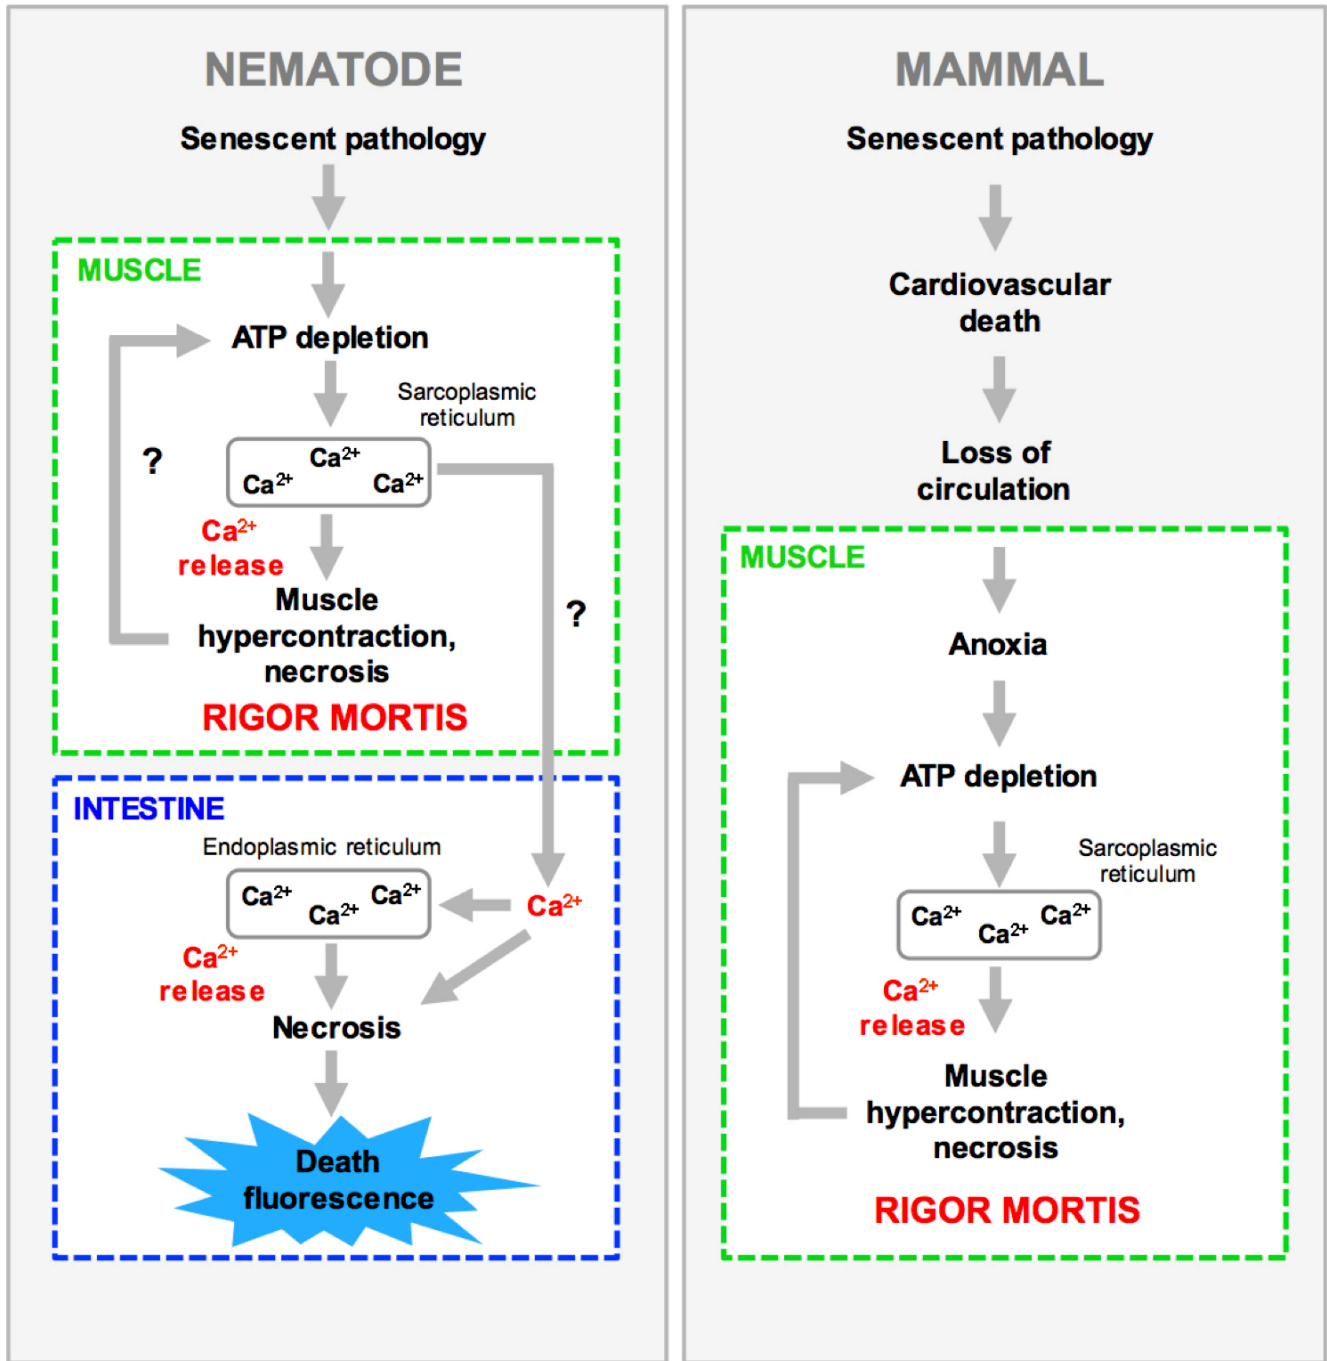 NEMATODE
Senescent pathology
MUSCLE
ATP depletion
Sarcoplasmic
reticulum
Ca²⁺
Ca²⁺
Ca²⁺
?
Ca²⁺
release
Muscle
hypercontraction,
necrosis
?
RIGOR MORTIS
INTESTINE
Endoplasmic reticulum
Ca²⁺
Ca²⁺
Ca²⁺
Ca²⁺
Ca²⁺
release
Necrosis
Death
fluorescence
MAMMAL
Senescent pathology
Cardiovascular
death
Loss of
circulation
MUSCLE
Anoxia
ATP depletion
Sarcoplasmic
reticulum
Ca²⁺
Ca²⁺
Ca²⁺
Ca²⁺
release
Muscle
hypercontraction,
necrosis
RIGOR MORTIS